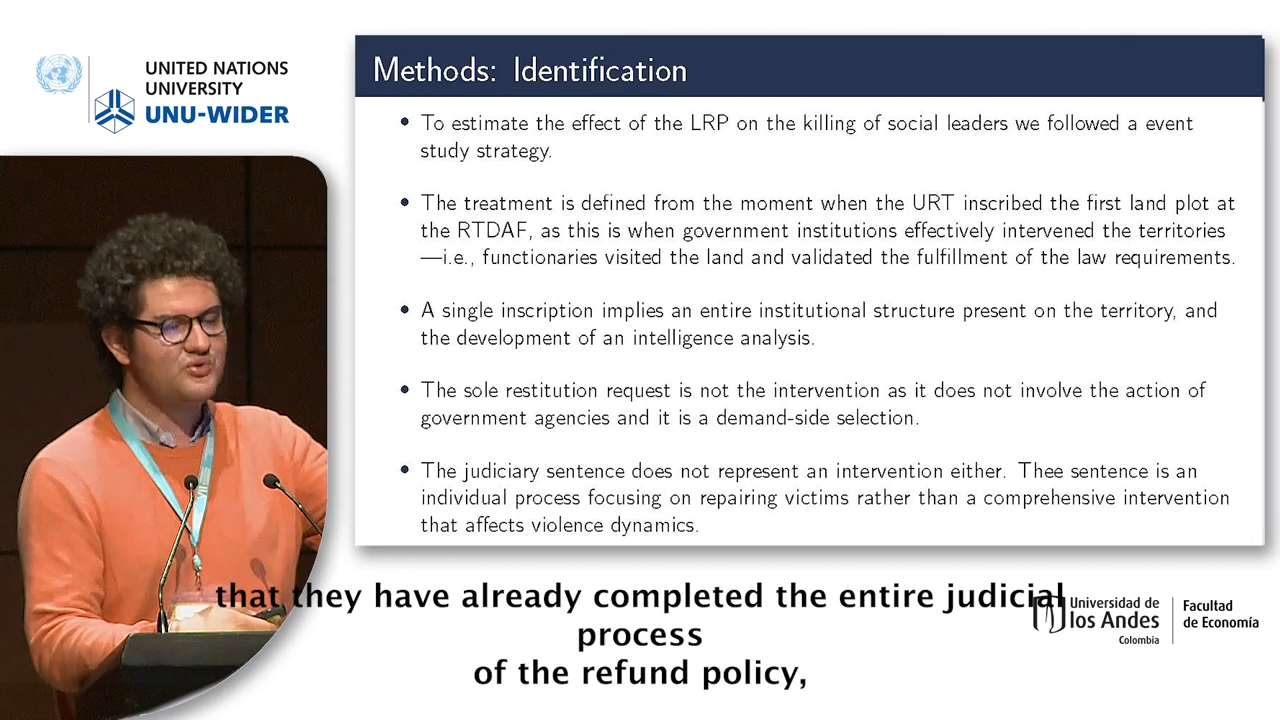 UNITED NATIONS
UNIVERSITY
UNU-WIDER
Methods: Identification
• To estimate the effect of the LRP on the killing of social leaders we followed a event
study strategy.
• The treatment is defined from the moment when the URT inscribed the first land plot at
the RTDAF, as this is when government institutions effectively intervened the territories
—i.e., functionaries visited the land and validated the fulfillment of the law requirements.
• A single inscription implies an entire institutional structure present on the territory, and
the development of an intelligence analysis.
• The sole restitution request is not the intervention as it does not involve the action of
government agencies and it is a demand-side selection.
• The judiciary sentence does not represent an intervention either. Thee sentence is an
individual process focusing on repairing victims rather than a comprehensive intervention
that affects violence dynamics.
that they have already completed the entire judicial
process
of the refund policy,
Universidad de
los Andes
Colombia
Facultad
de Economía